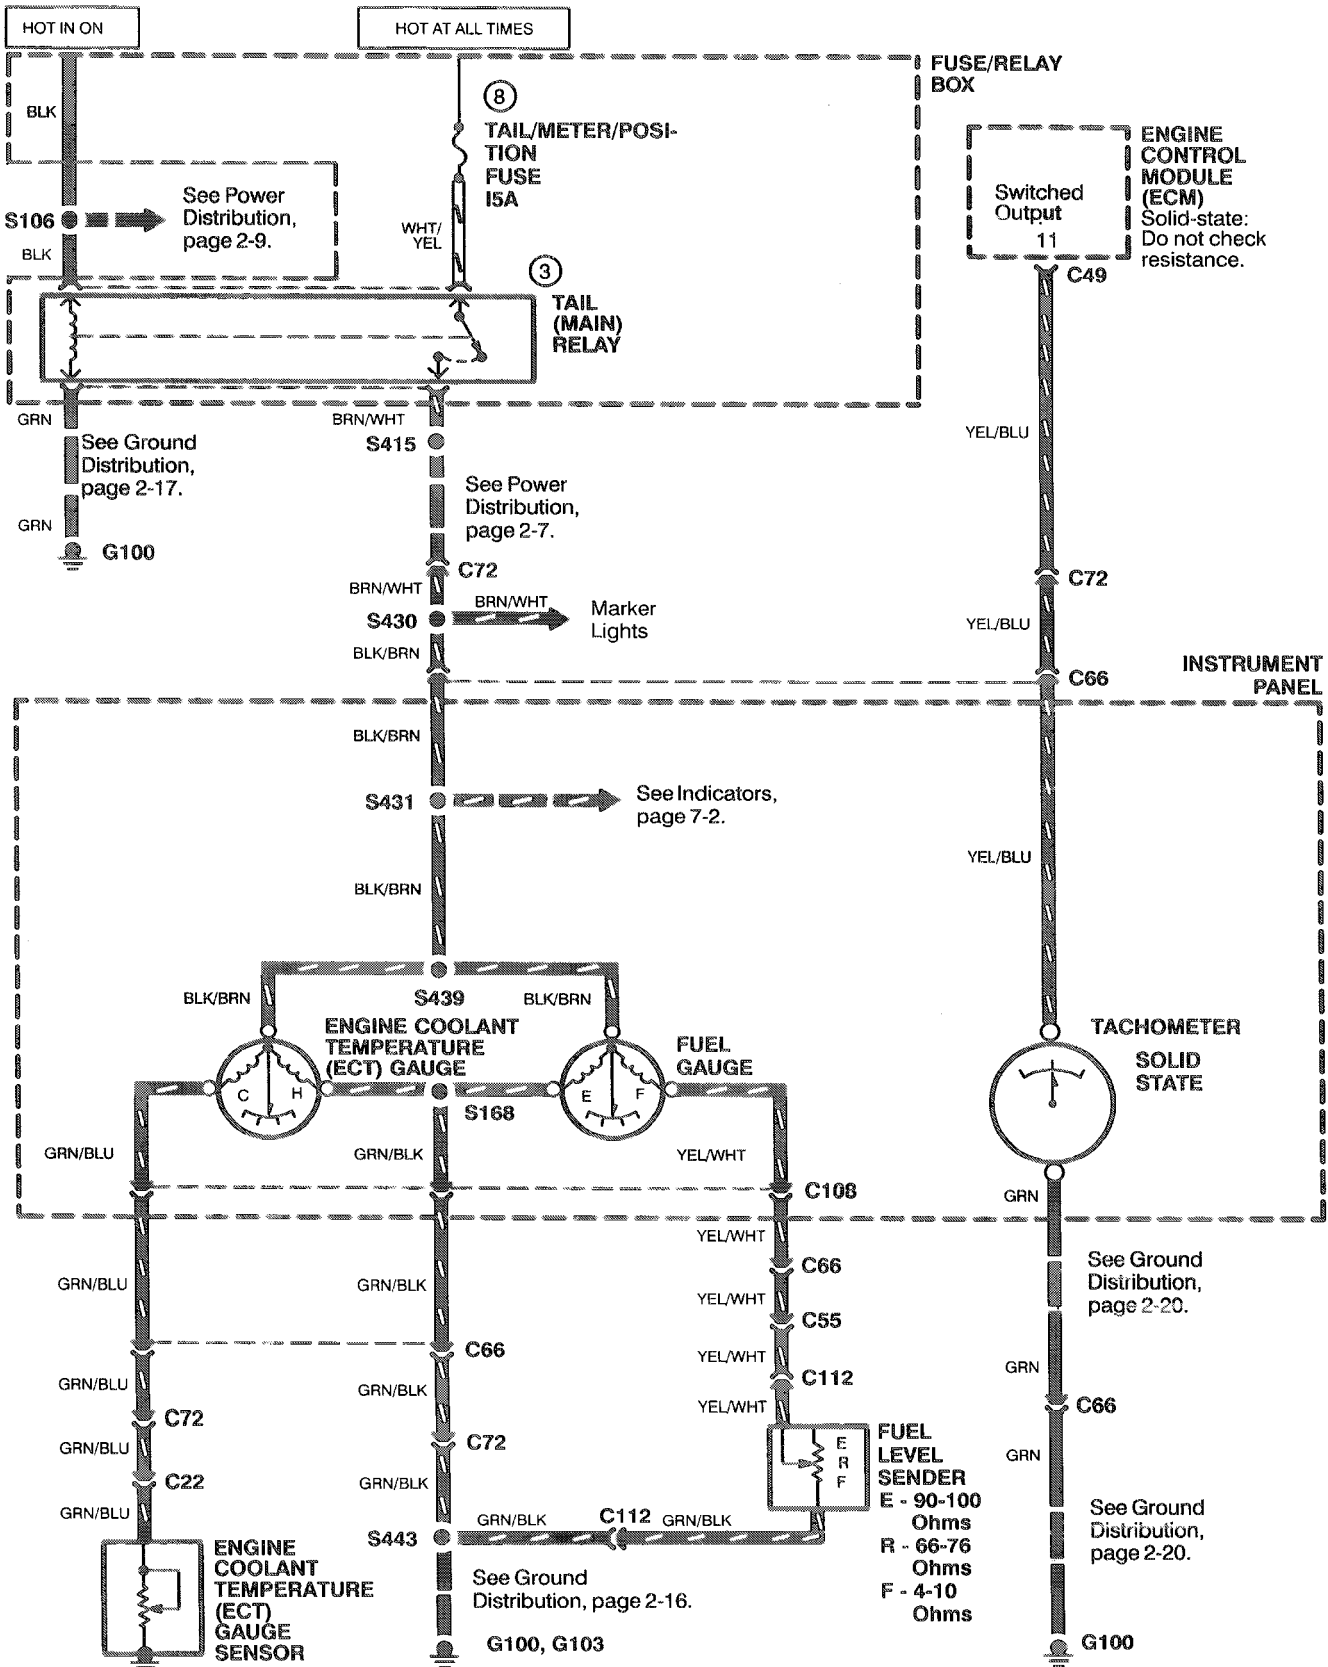 HOT IN ON
HOT AT ALL TIMES
FUSE/RELAY
BOX
BLK
8
TAIL/METER/POSI-
TION
FUSE
I5A
ENGINE
CONTROL
MODULE
(ECM)
Solid-state:
Do not check
resistance.
Switched
Output
11
C49
S106
See Power
Distribution,
page 2-9.
BLK
WHT/
YEL
3
TAIL
(MAIN)
RELAY
GRN
See Ground
Distribution,
page 2-17.
GRN
G100
BRN/WHT
S415
See Power
Distribution,
page 2-7.
YEL/BLU
C72
BRN/WHT
BRN/WHT
S430
Marker
Lights
BLK/BRN
C72
YEL/BLU
C66
INSTRUMENT
PANEL
BLK/BRN
S431
See Indicators,
page 7-2.
BLK/BRN
YEL/BLU
BLK/BRN
S439
BLK/BRN
ENGINE COOLANT
TEMPERATURE
(ECT) GAUGE
FUEL
GAUGE
TACHOMETER
SOLID
STATE
C
H
S168
E
F
GRN/BLU
GRN/BLK
YEL/WHT
C108
GRN
YEL/WHT
C66
GRN/BLU
GRN/BLK
YEL/WHT
C55
See Ground
Distribution,
page 2-20.
C66
YEL/WHT
C112
GRN
GRN/BLU
GRN/BLK
YEL/WHT
C66
C72
C72
GRN/BLU
GRN
C22
GRN/BLK
GRN/BLU
E
R
F
FUEL
LEVEL
SENDER
E - 90-100
Ohms
R - 66-76
Ohms
F - 4-10
Ohms
See Ground
Distribution,
page 2-20.
S443
GRN/BLK
C112
GRN/BLK
ENGINE
COOLANT
TEMPERATURE
(ECT)
GAUGE
SENSOR
See Ground
Distribution, page 2-16.
G100, G103
G100